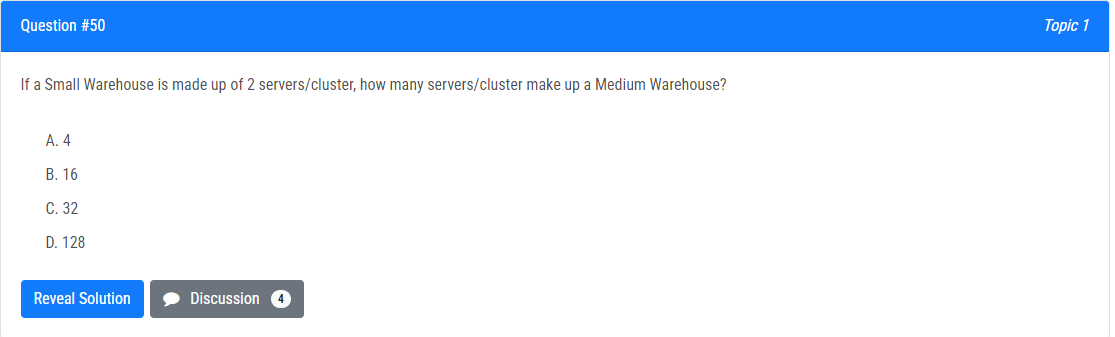 Question #50 Topic 1
If a Small Warehouse is made up of 2 servers/cluster, how many servers/cluster make up a Medium Warehouse?
A. 4
B. 16
C. 32
D. 128
Reveal Solution Discussion 4